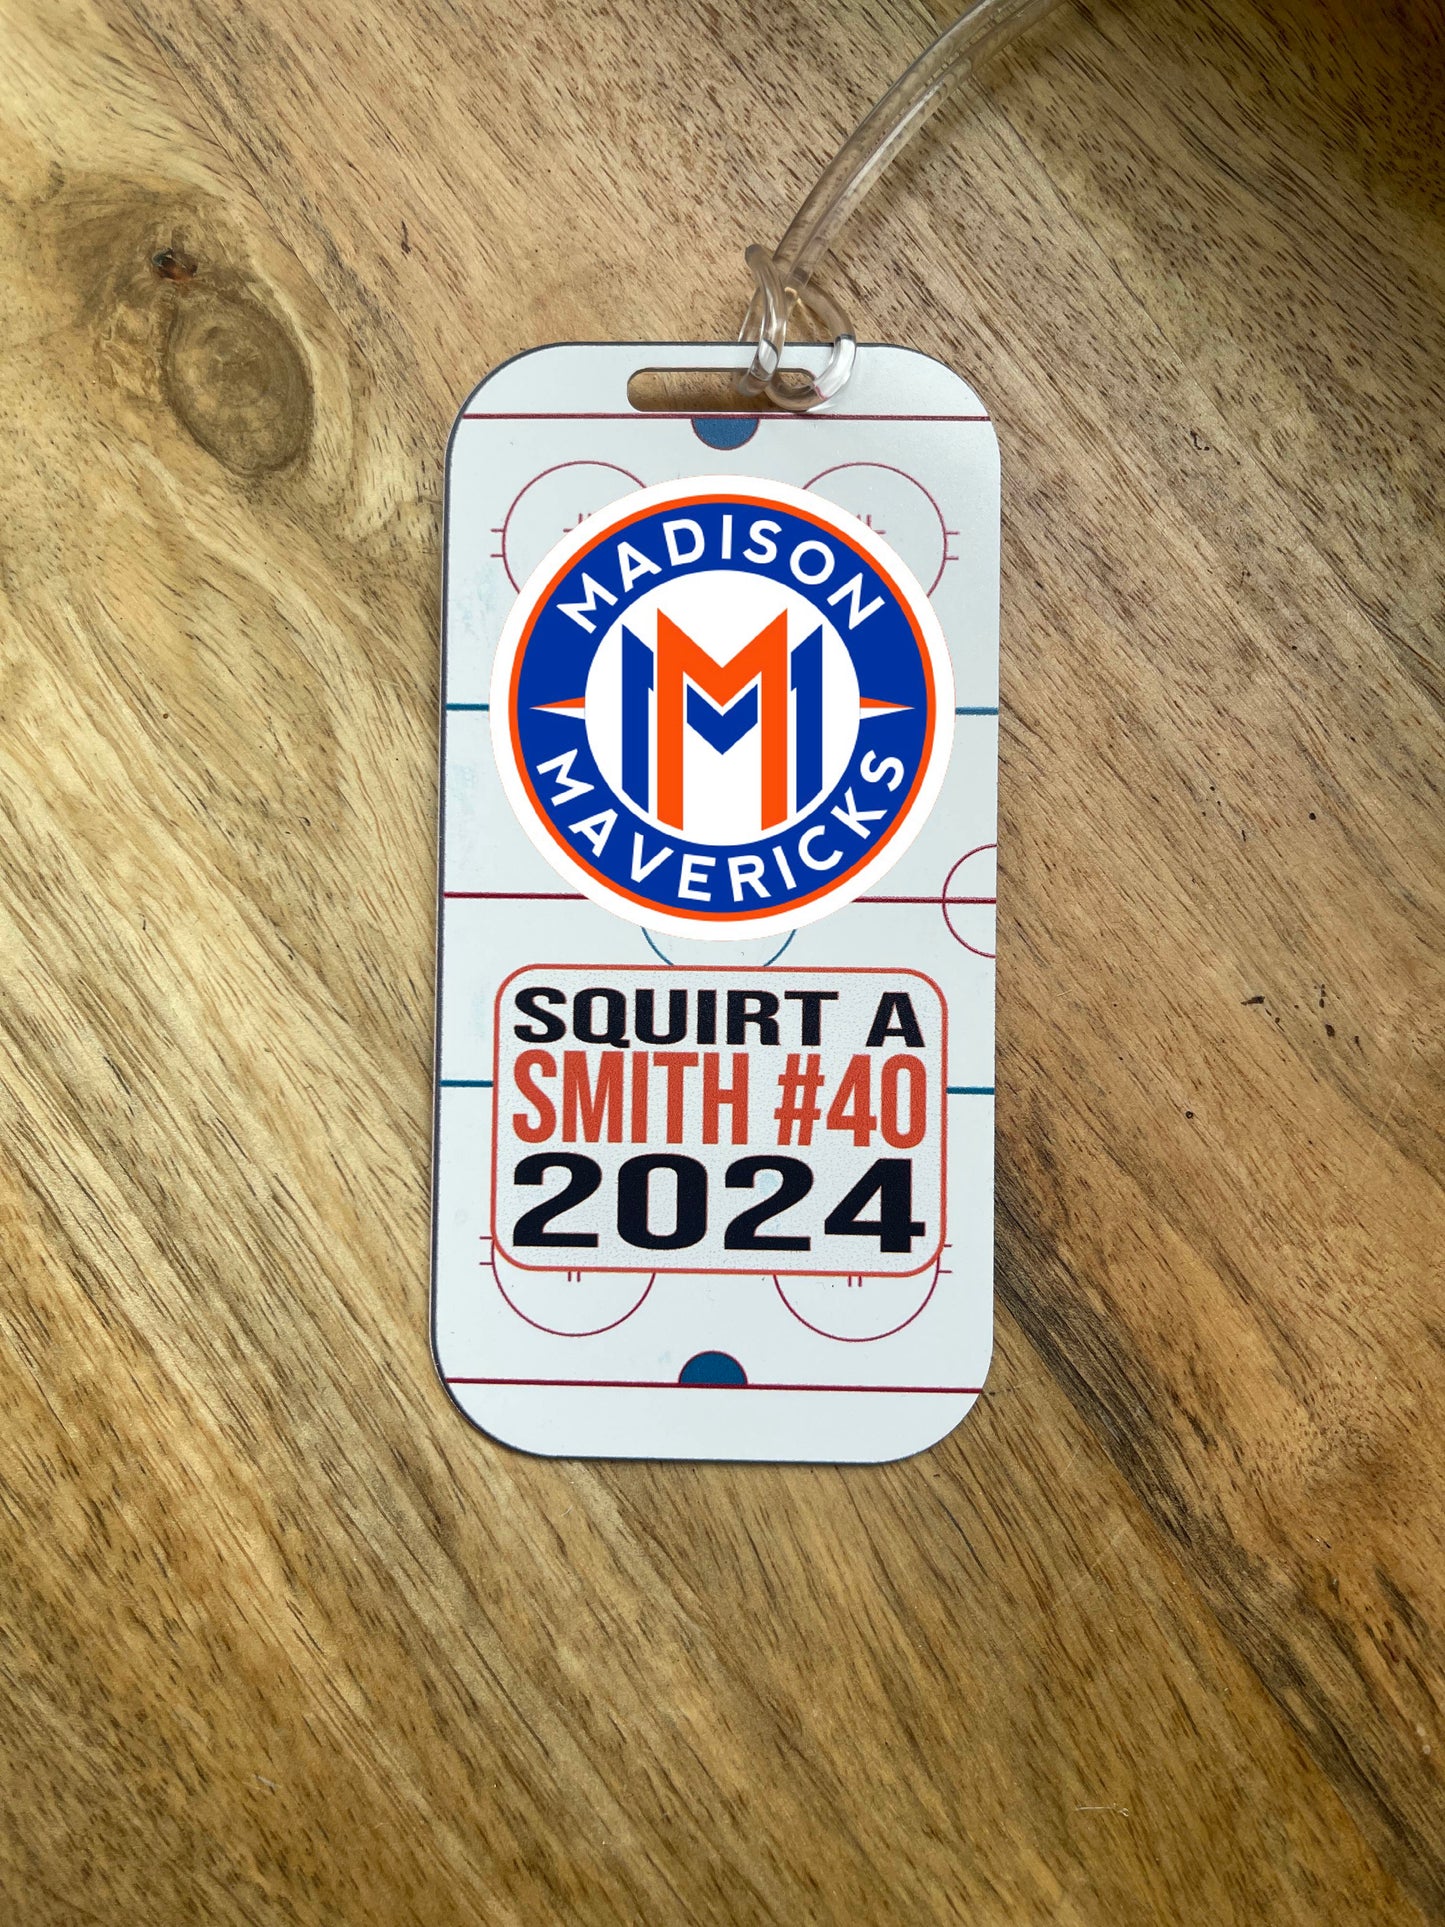 MADISON
M
MAVERICKS
SQUIRT A
SMITH #40
2024